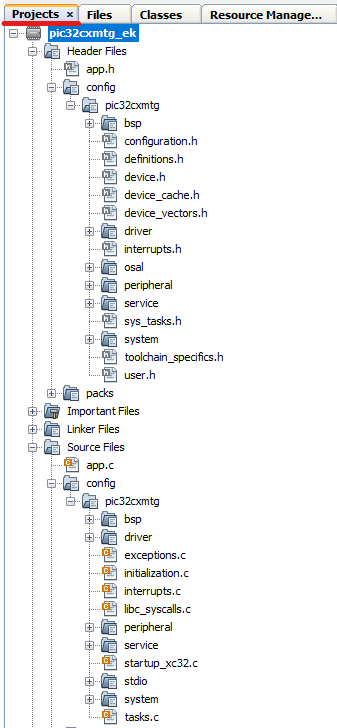 Projects × Files Classes Resource Manage...
pic32cxmtg_ek
Header Files
app.h
config
pic32cxmtg
bsp
configuration.h
definitions.h
device.h
device_cache.h
device_vectors.h
driver
interrupts.h
osal
peripheral
service
sys_tasks.h
system
toolchain_specifics.h
user.h
packs
Important Files
Linker Files
Source Files
app.c
config
pic32cxmtg
bsp
driver
exceptions.c
initialization.c
interrupts.c
libc_syscalls.c
peripheral
service
startup_xc32.c
stdio
system
tasks.c